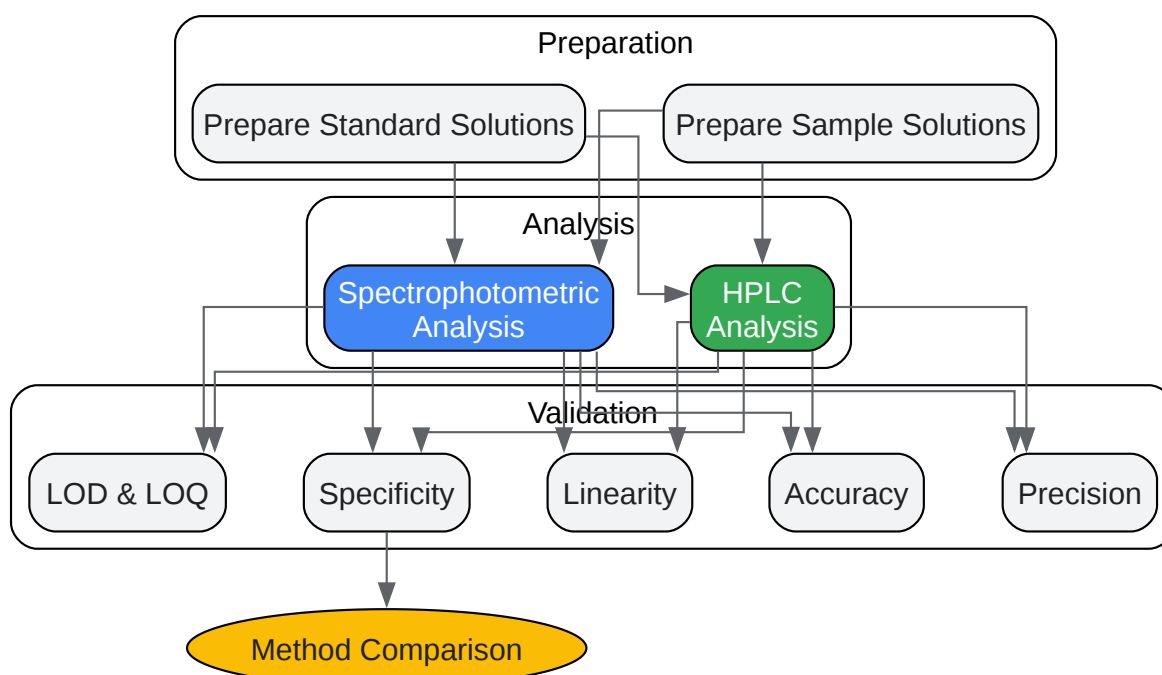 Preparation
Prepare Standard Solutions
Prepare Sample Solutions
Analysis
Spectrophotometric
Analysis
HPLC
Analysis
Validation
LOD & LOQ
Specificity
Linearity
Accuracy
Precision
Method Comparison